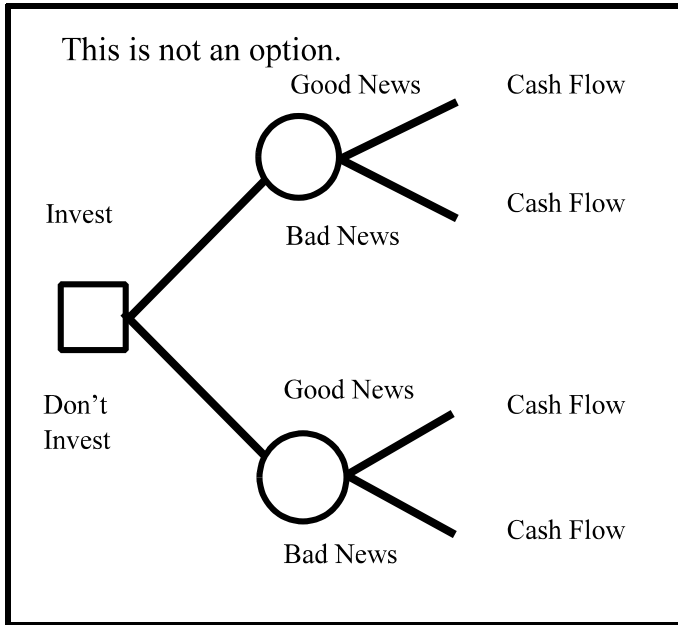 This is not an option.
Good News
Cash Flow
Invest
Bad News
Cash Flow
Don’t
Invest
Good News
Cash Flow
Bad News
Cash Flow